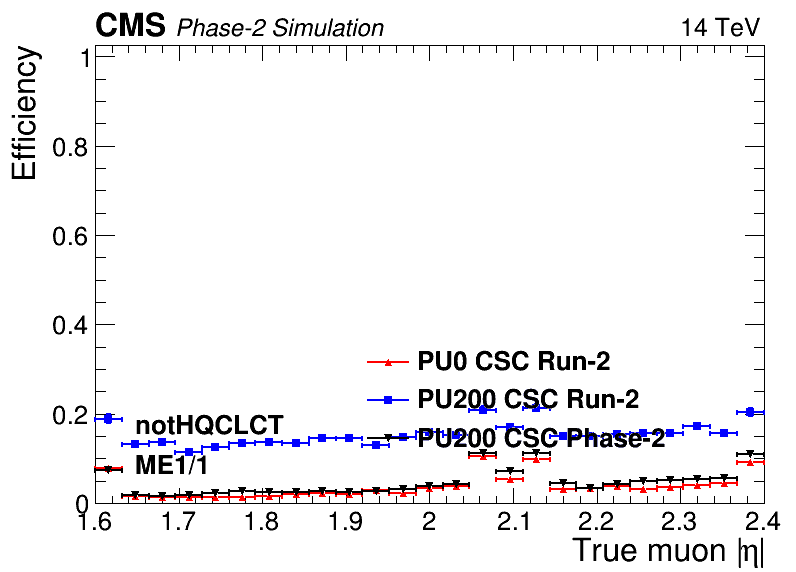 CMS Phase-2 Simulation 14 TeV
Efficiency
1
0.8
0.6
0.4
0.2
0
PU0 CSC Run-2
PU200 CSC Run-2
PU200 CSC Phase-2
notHQCLCT
ME1/1
1.6 1.7 1.8 1.9 2 2.1 2.2 2.3 2.4
True muon |η|